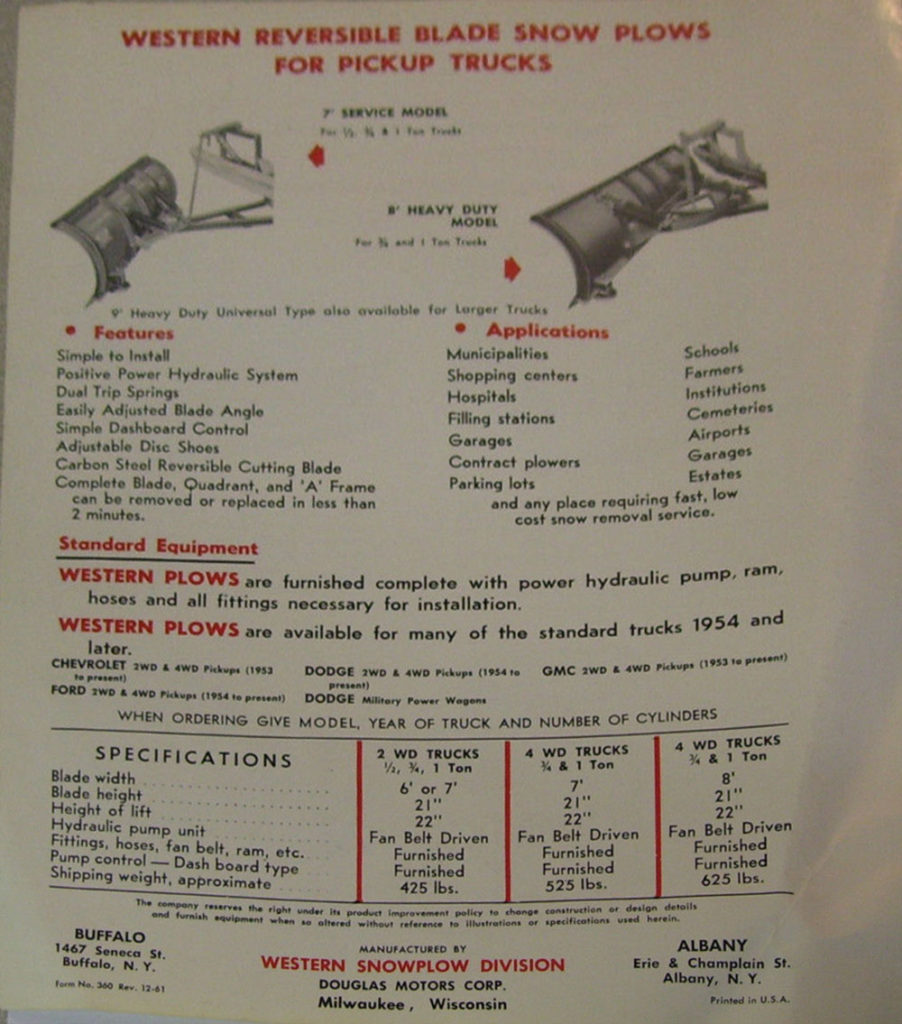 WESTERN REVERSIBLE BLADE SNOW PLOWS
FOR PICKUP TRUCKS
7' SERVICE MODEL
For ½, ¾ & 1 Ton Trucks
8' HEAVY DUTY
MODEL
For ¾ and 1 Ton Trucks
9' Heavy Duty Universal Type also available for Larger Trucks
• Features
Simple to Install
Positive Power Hydraulic System
Dual Trip Springs
Easily Adjusted Blade Angle
Simple Dashboard Control
Adjustable Disc Shoes
Carbon Steel Reversible Cutting Blade
Complete Blade, Quadrant, and 'A' Frame
can be removed or replaced in less than
2 minutes.
• Applications
Municipalities
Shopping centers
Hospitals
Filling stations
Garages
Contract plowers
Parking lots
Schools
Farmers
Institutions
Cemeteries
Airports
Garages
Estates
and any place requiring fast, low
cost snow removal service.
Standard Equipment
WESTERN PLOWS are furnished complete with power hydraulic pump, ram,
hoses and all fittings necessary for installation.
WESTERN PLOWS are available for many of the standard trucks 1954 and
later.
CHEVROLET 2WD & 4WD Pickups (1953
to present)
FORD 2WD & 4WD Pickups (1954 to present)
DODGE 2WD & 4WD Pickups (1954 to
present)
DODGE Military Power Wagons
GMC 2WD & 4WD Pickups (1953 to present)
WHEN ORDERING GIVE MODEL, YEAR OF TRUCK AND NUMBER OF CYLINDERS
SPECIFICATIONS
Blade width
Blade height
Height of lift
Hydraulic pump unit
Fittings, hoses, fan belt, ram, etc.
Pump control — Dash board type
Shipping weight, approximate
2 WD TRUCKS
½, ¾, 1 Ton
6' or 7'
21"
22"
Fan Belt Driven
Furnished
Furnished
425 lbs.
4 WD TRUCKS
¾ & 1 Ton
7'
21"
22"
Fan Belt Driven
Furnished
Furnished
525 lbs.
4 WD TRUCKS
¾ & 1 Ton
8'
21"
22"
Fan Belt Driven
Furnished
Furnished
625 lbs.
The company reserves the right under its product improvement policy to change construction or design details
and furnish equipment when so altered without reference to illustrations or specifications used herein.
BUFFALO
1467 Seneca St.
Buffalo, N. Y.
Form No. 360 Rev. 12-61
MANUFACTURED BY
WESTERN SNOWPLOW DIVISION
DOUGLAS MOTORS CORP.
Milwaukee, Wisconsin
ALBANY
Erie & Champlain St.
Albany, N. Y.
Printed in U.S.A.